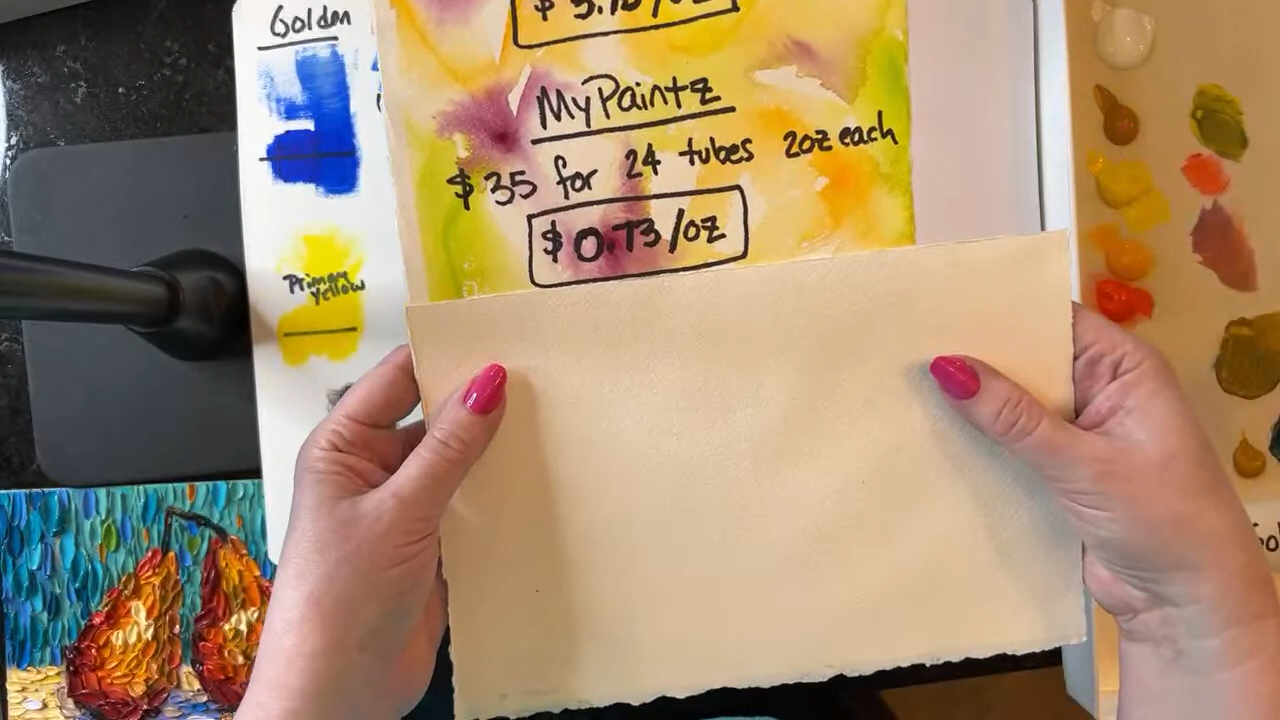 Golden
MyPaintz
$35 for 24 tubes 2oz each
$0.73/oz
Primary
Yellow